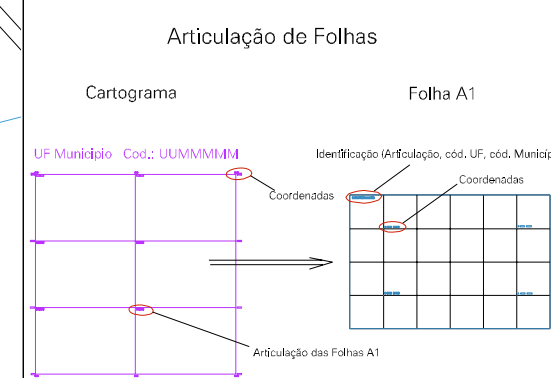 Articulação de Folhas
Cartograma
Folha A1
UF Municipio Cod.: UUMMMMM
Identificação (Articulação, cód. UF, cód. Municíp
Coordenadas
Coordenadas
Articulação das Folhas A1